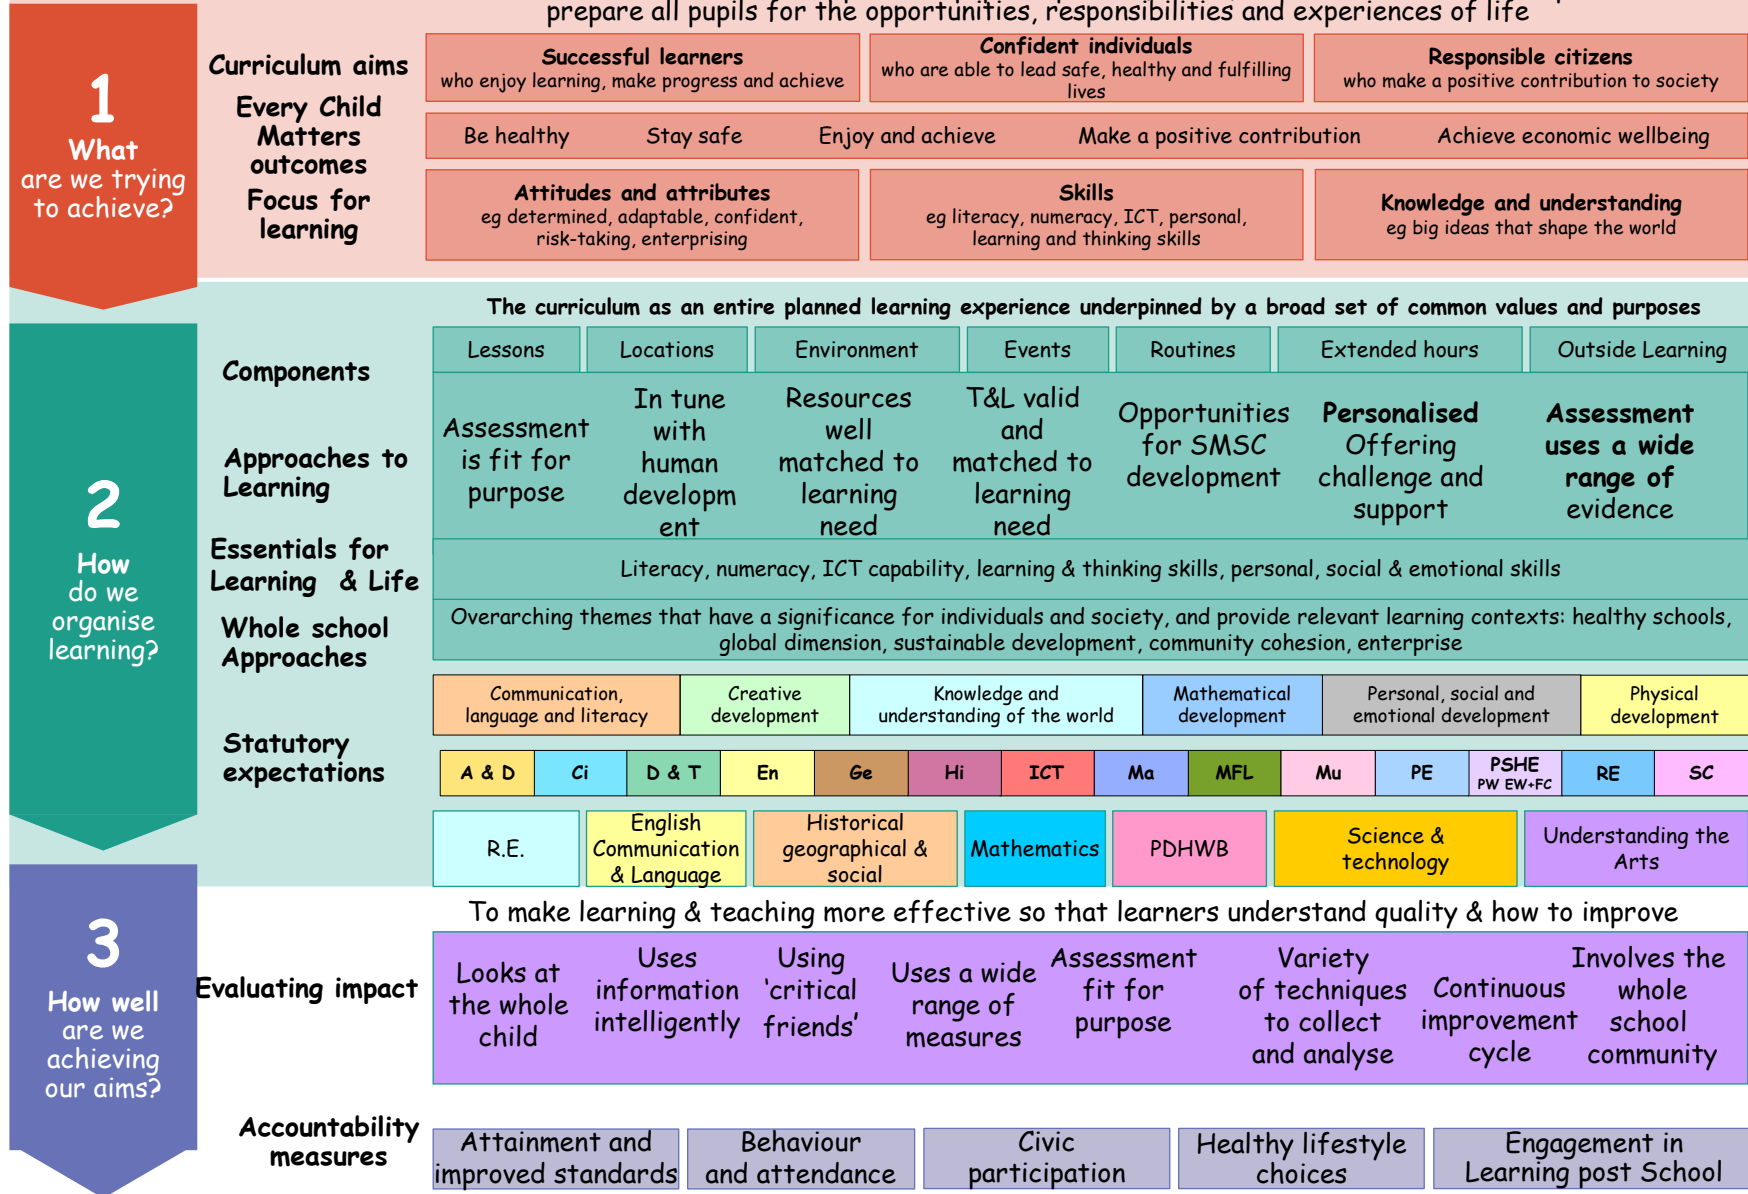 prepare all pupils for the opportunities, responsibilities and experiences of life
1
What
are we trying
to achieve?
Curriculum aims
Successful learners
who enjoy learning, make progress and achieve
Confident individuals
who are able to lead safe, healthy and fulfilling
lives
Responsible citizens
who make a positive contribution to society
Every Child
Matters
outcomes
Be healthy
Stay safe
Enjoy and achieve
Make a positive contribution
Achieve economic wellbeing
Focus for
learning
Attitudes and attributes
eg determined, adaptable, confident,
risk-taking, enterprising
Skills
eg literacy, numeracy, ICT, personal,
learning and thinking skills
Knowledge and understanding
eg big ideas that shape the world
2
How
do we
organise
learning?
The curriculum as an entire planned learning experience underpinned by a broad set of common values and purposes
Components
Lessons
Locations
Environment
Events
Routines
Extended hours
Outside Learning
Approaches to
Learning
Assessment
is fit for
purpose
In tune
with
human
developm
ent
Resources
well
matched to
learning
need
T&L valid
and
matched to
learning
need
Opportunities
for SMSC
development
Personalised
Offering
challenge and
support
Assessment
uses a wide
range of
evidence
Essentials for
Learning & Life
Literacy, numeracy, ICT capability, learning & thinking skills, personal, social & emotional skills
Whole school
Approaches
Overarching themes that have a significance for individuals and society, and provide relevant learning contexts: healthy schools,
global dimension, sustainable development, community cohesion, enterprise
Statutory
expectations
Communication,
language and literacy
Creative
development
Knowledge and
understanding of the world
Mathematical
development
Personal, social and
emotional development
Physical
development
A & D
Ci
D & T
En
Ge
Hi
ICT
Ma
MFL
Mu
PE
PSHE
PW EW+FC
RE
SC
R.E.
English
Communication
& Language
Historical
geographical &
social
Mathematics
PDHWB
Science &
technology
Understanding the
Arts
3
How well
are we
achieving
our aims?
To make learning & teaching more effective so that learners understand quality & how to improve
Evaluating impact
Looks at
the whole
child
Uses
information
intelligently
Using
‘critical
friends’
Uses a wide
range of
measures
Assessment
fit for
purpose
Variety
of techniques
to collect
and analyse
Continuous
improvement
cycle
Involves the
whole
school
community
Accountability
measures
Attainment and
improved standards
Behaviour
and attendance
Civic
participation
Healthy lifestyle
choices
Engagement in
Learning post School